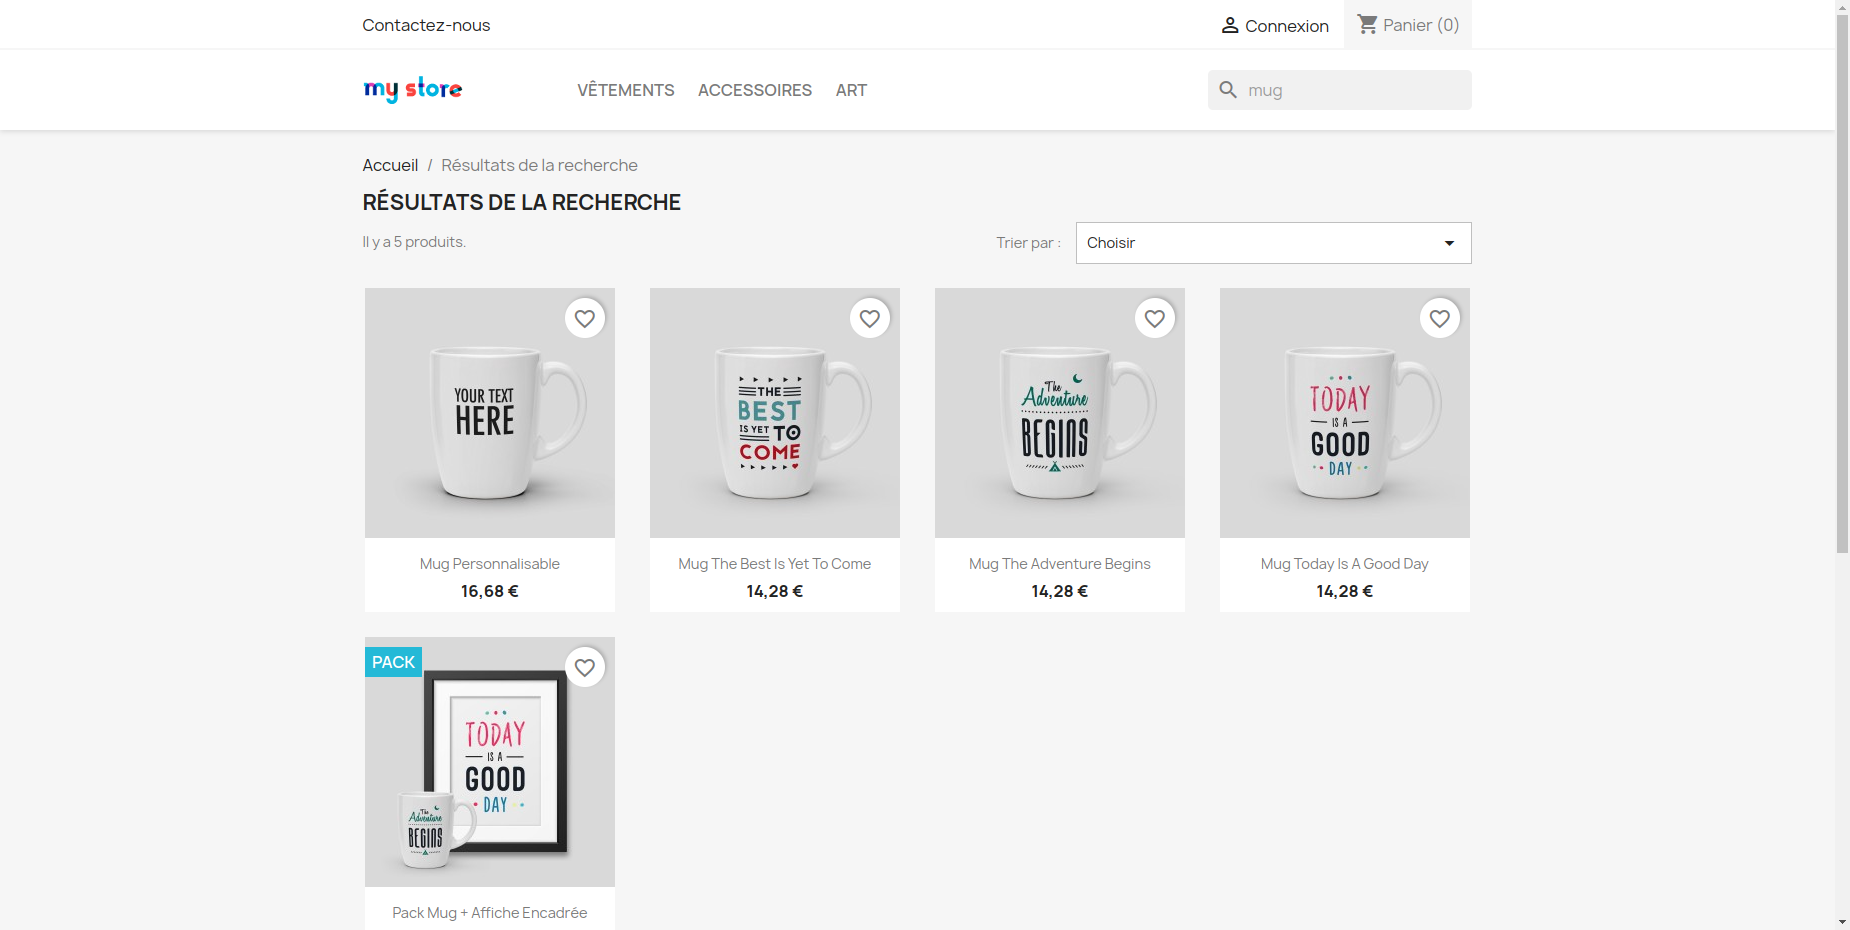 Contactez-nous
Connexion
Panier (0)
my store
VÊTEMENTS
ACCESSOIRES
ART
mug
Accueil / Résultats de la recherche
RÉSULTATS DE LA RECHERCHE
Il y a 5 produits.
Trier par :
Choisir
YOUR TEXT
HERE
Mug Personnalisable
16,68 €
THE
BEST
IS YET TO
COME
Mug The Best Is Yet To Come
14,28 €
The
Adventure
BEGINS
Mug The Adventure Begins
14,28 €
TODAY
IS A
GOOD
DAY
Mug Today Is A Good Day
14,28 €
PACK
TODAY
IS A
GOOD
DAY
The
Adventure
BEGINS
Pack Mug + Affiche Encadrée